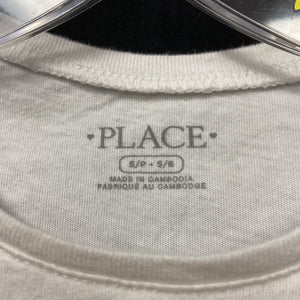 ♥PLACE♥
S/P • 5/6
MADE IN CAMBODIA
FABRIQUÉ AU CAMBODGE